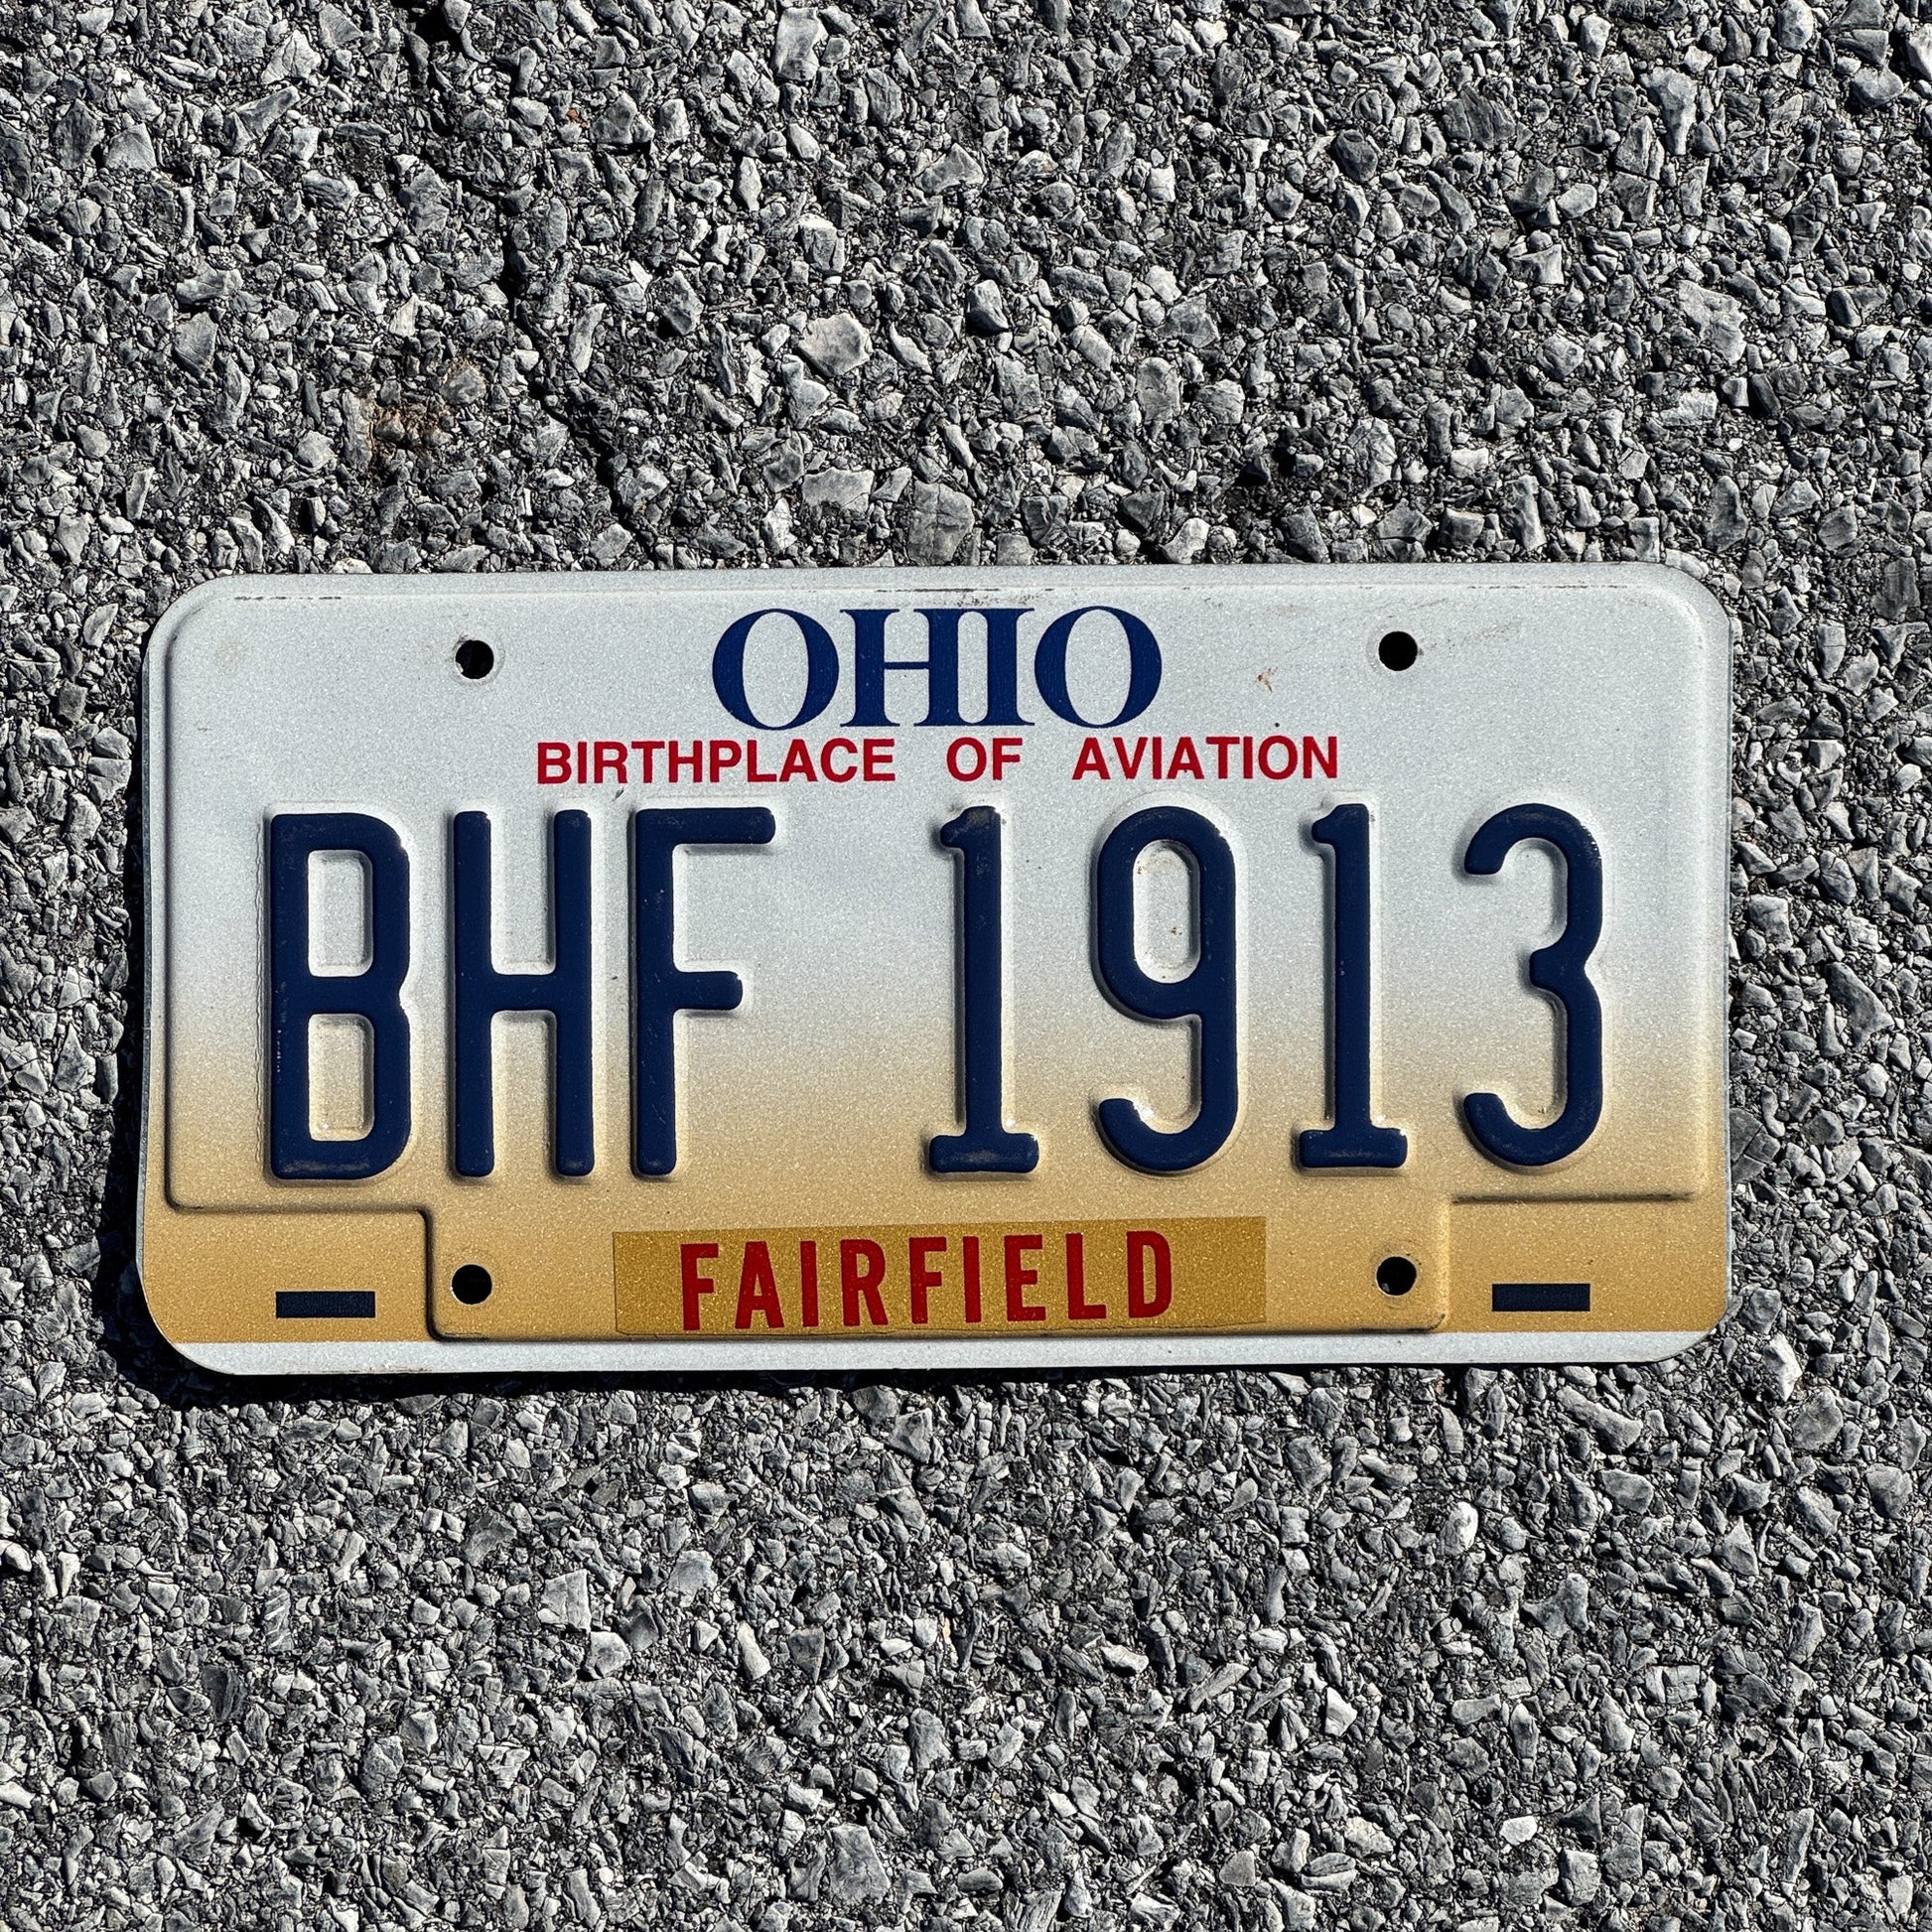 OHIO
BIRTHPLACE OF AVIATION
BHF 1913
FAIRFIELD